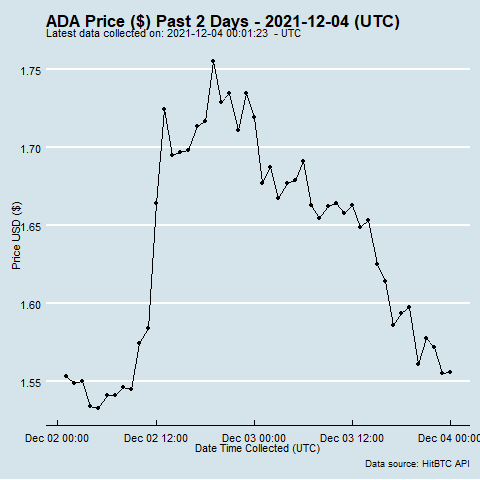 ADA Price ($) Past 2 Days - 2021-12-04 (UTC)
Latest data collected on: 2021-12-04 00:01:23 - UTC
1.75
1.70
1.65
1.60
1.55
Price USD ($)
Dec 02 00:00 Dec 02 12:00 Dec 03 00:00 Dec 03 12:00 Dec 04 00:00
Date Time Collected (UTC)
Data source: HitBTC API